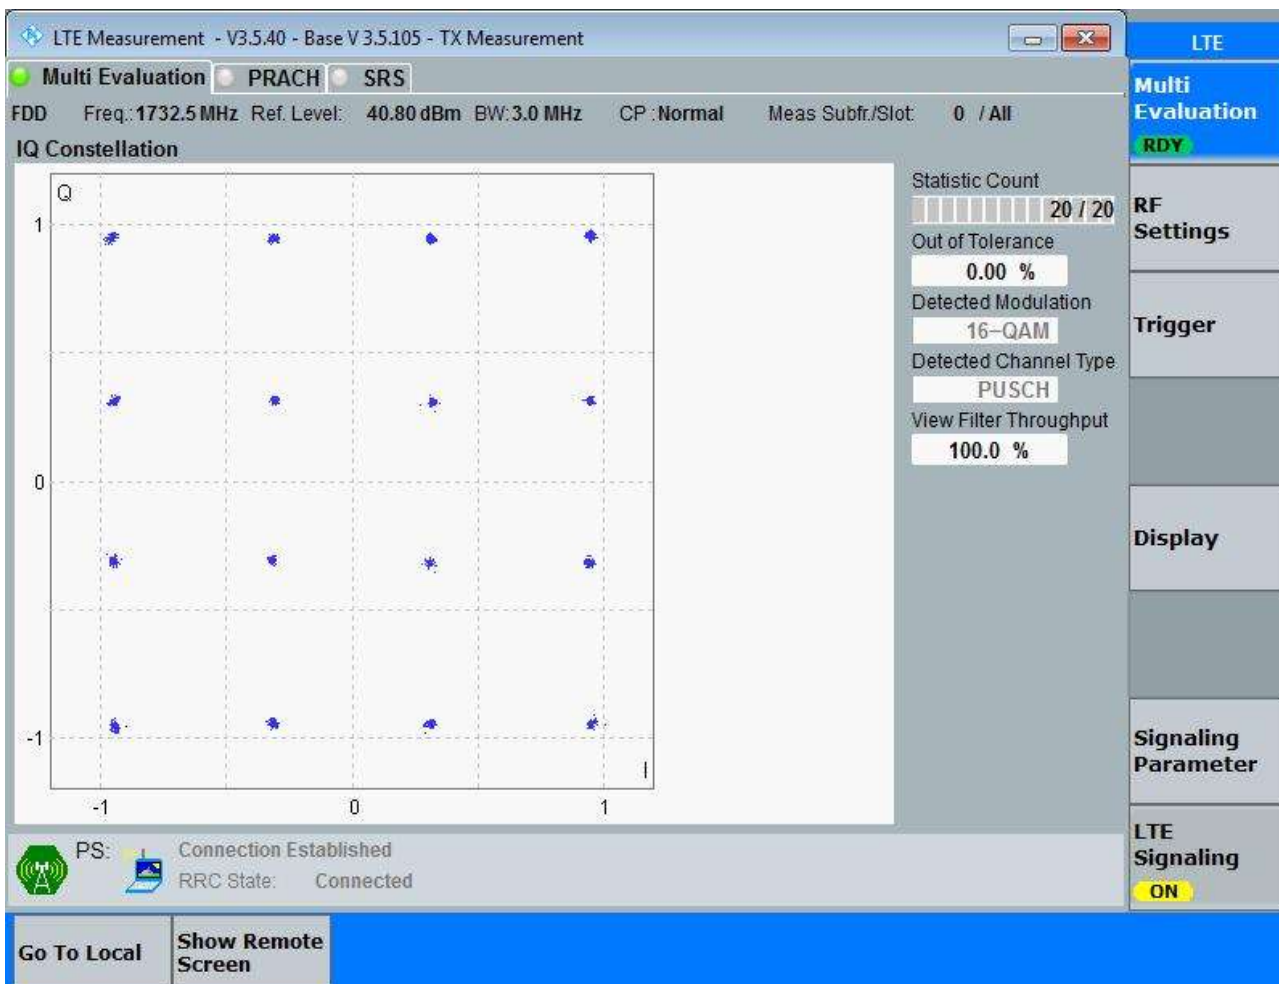 LTE Measurement - V3.5.40 - Base V 3.5.105 - TX Measurement
LTE
Multi Evaluation PRACH SRS
FDD Freq.: 1732.5 MHz Ref. Level: 40.80 dBm BW: 3.0 MHz CP : Normal Meas Subfr./Slot: 0 / All
IQ Constellation
Q
1
0
-1
I
-1 0 1
Statistic Count
20 / 20
Out of Tolerance
0.00 %
Detected Modulation
16-QAM
Detected Channel Type
PUSCH
View Filter Throughput
100.0 %
Multi
Evaluation
RDY
RF
Settings
Trigger
Display
Signaling
Parameter
LTE
Signaling
ON
PS: Connection Established
RRC State: Connected
Go To Local
Show Remote
Screen